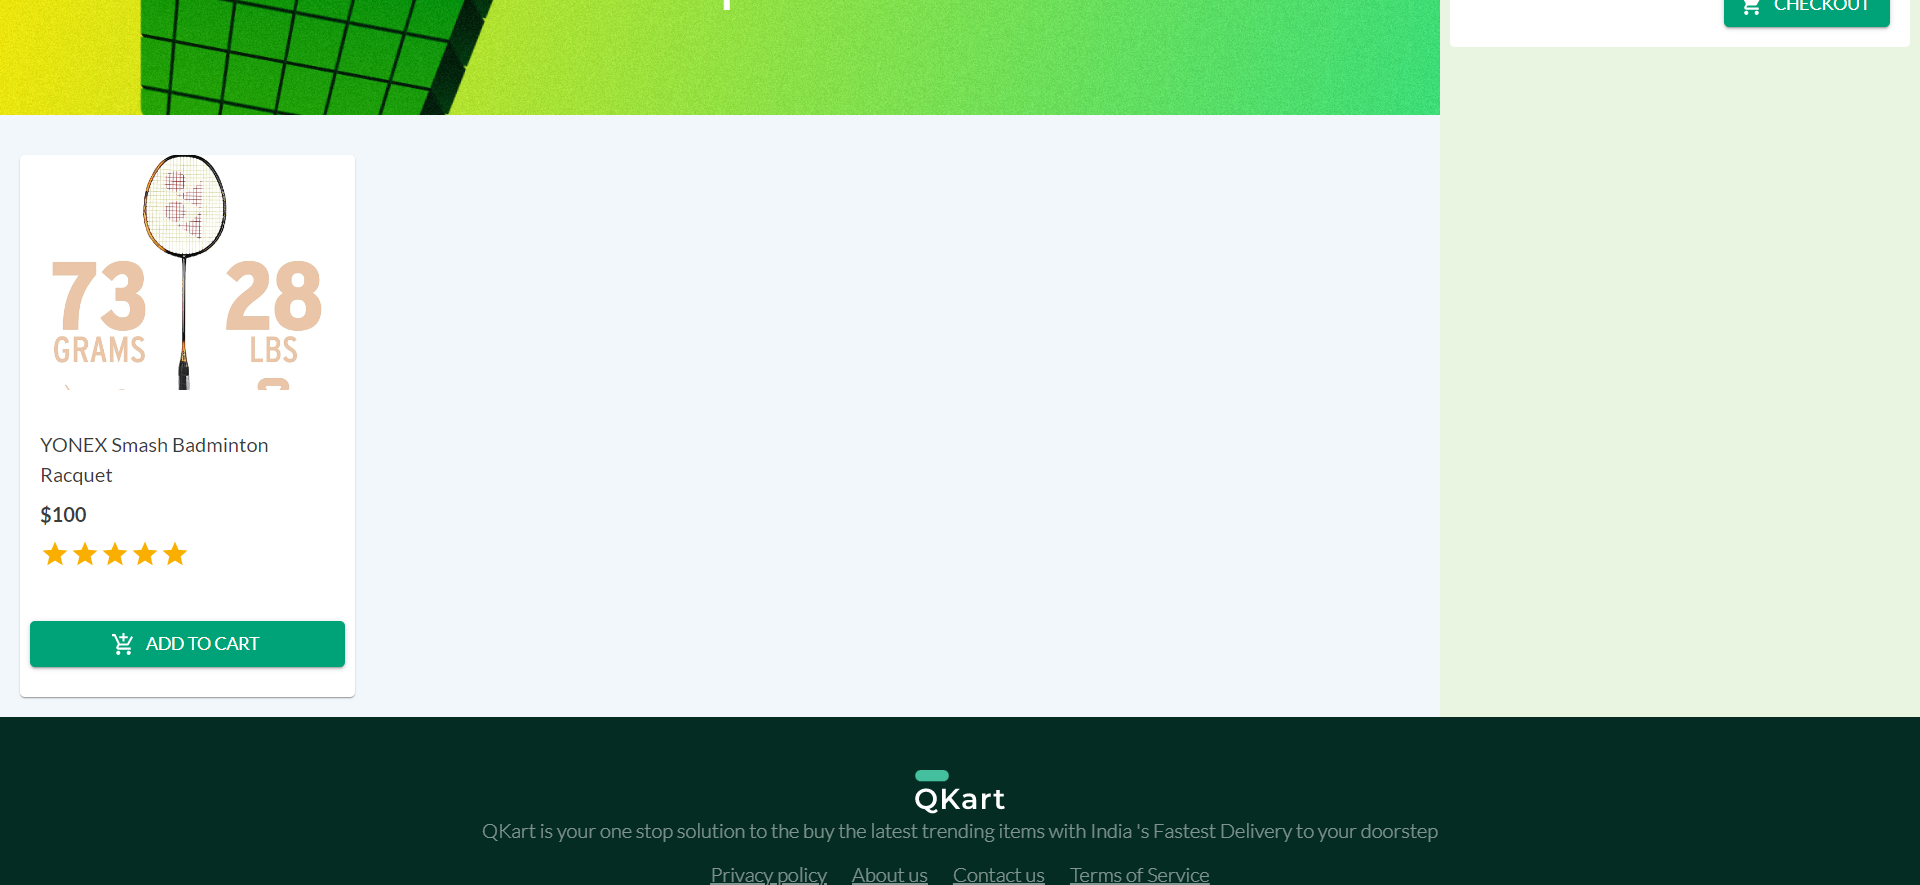 CHECKOUT
73
GRAMS
28
LBS
YONEX Smash Badminton
Racquet
$100
ADD TO CART
QKart
QKart is your one stop solution to the buy the latest trending items with India 's Fastest Delivery to your doorstep
Privacy policy About us Contact us Terms of Service